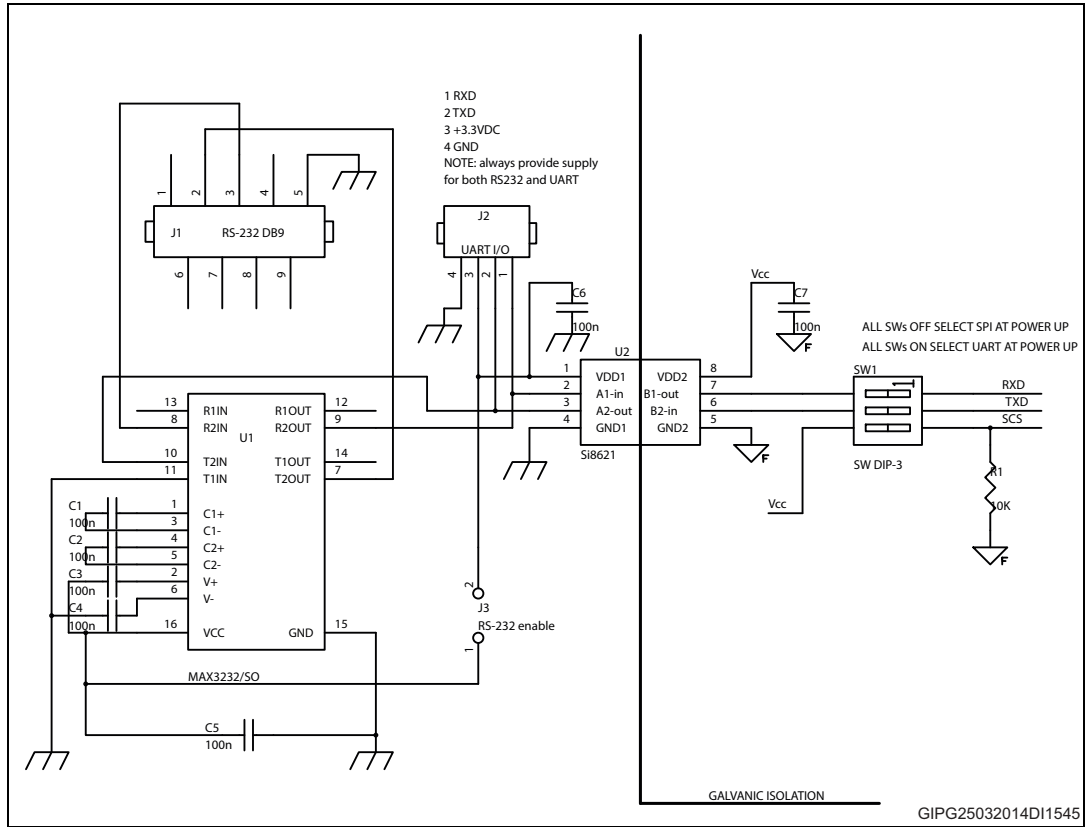 1 RXD
2 TXD
3 +3.3VDC
4 GND
NOTE: always provide supply
for both RS232 and UART
1
2
3
4
5
J1 RS-232 DB9
6
7
8
9
J2
UART I/O
4
3
2
1
C6
100n
Vcc
C7
100n
F
ALL SWs OFF SELECT SPI AT POWER UP
ALL SWs ON SELECT UART AT POWER UP
U2
1 VDD1 VDD2 8
2 A1-in B1-out 7
3 A2-out B2-in 6
4 GND1 GND2 5
Si8621
F
SW1
1
RXD
TXD
SCS
SW DIP-3
Vcc
R1
10K
F
U1
13 R1IN R1OUT 12
8 R2IN R2OUT 9
10 T2IN T1OUT 14
11 T1IN T2OUT 7
C1
100n
1 C1+
3 C1-
C2
100n
4 C2+
5 C2-
C3
100n
2 V+
6 V-
C4
100n
16 VCC GND 15
MAX3232/SO
2
J3
RS-232 enable
1
C5
100n
GALVANIC ISOLATION
GIPG25032014DI1545